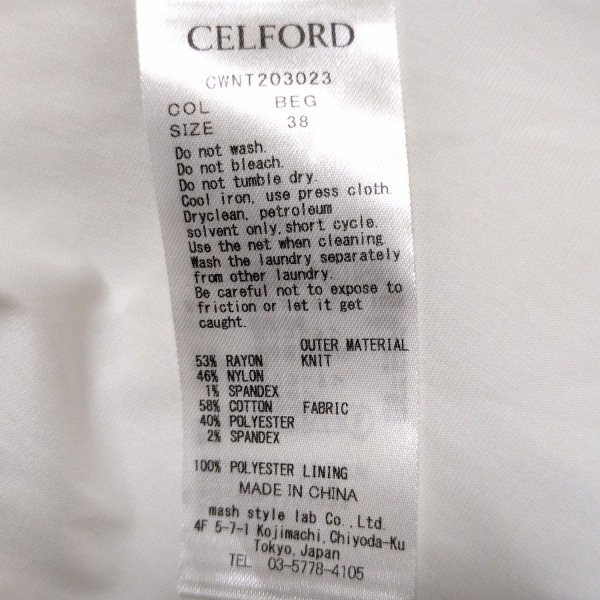 CELFORD
CWNT203023
COL BEG
SIZE 38
Do not wash.
Do not bleach.
Do not tumble dry.
Cool iron, use press cloth.
Dryclean, petroleum
solvent only, short cycle.
Use the net when cleaning.
Wash the laundry separately
from other laundry.
Be careful not to expose to
friction or let it get
caught.
OUTER MATERIAL
53% RAYON KNIT
46% NYLON
1% SPANDEX
58% COTTON FABRIC
40% POLYESTER
2% SPANDEX
100% POLYESTER LINING
MADE IN CHINA
mash style lab Co., Ltd.
4F 5-7-1 Kojimachi, Chiyoda-Ku
Tokyo, Japan
TEL 03-5778-4105